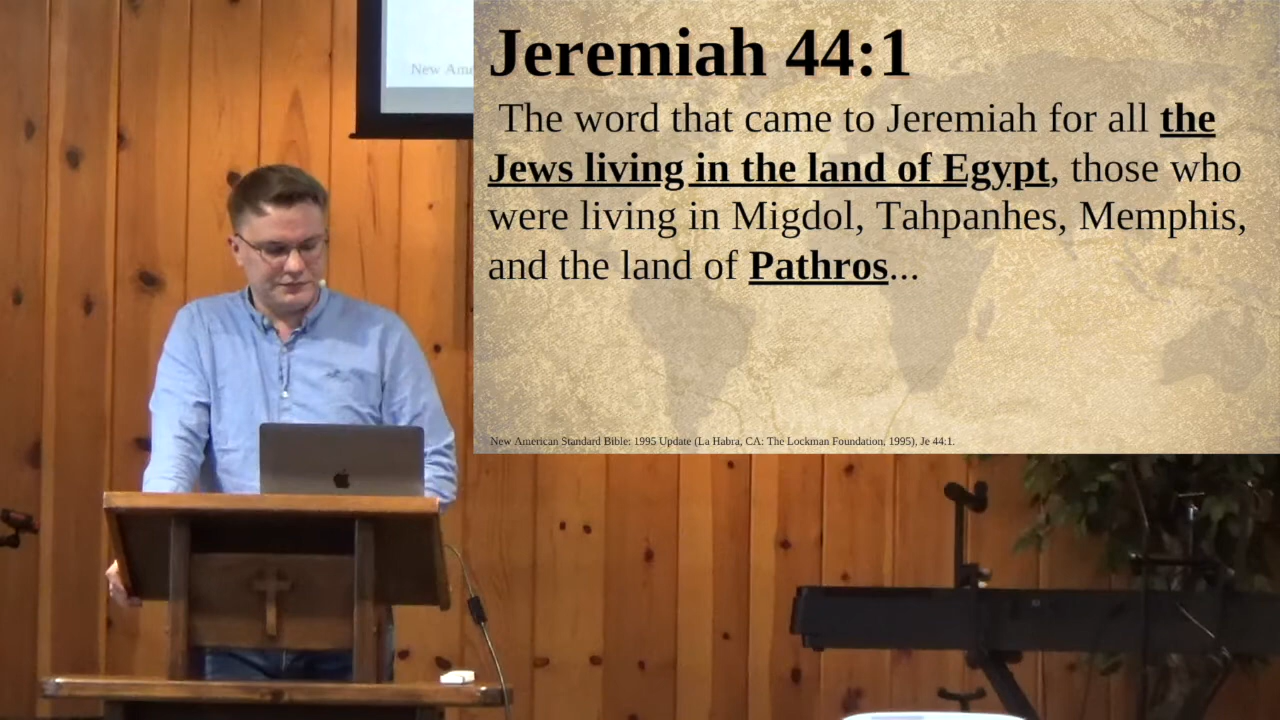 Jeremiah 44:1
The word that came to Jeremiah for all the
Jews living in the land of Egypt, those who
were living in Migdol, Tahpanhes, Memphis,
and the land of Pathros...
New American Standard Bible: 1995 Update (La Habra, CA: The Lockman Foundation, 1995), Je 44:1.
New Ame